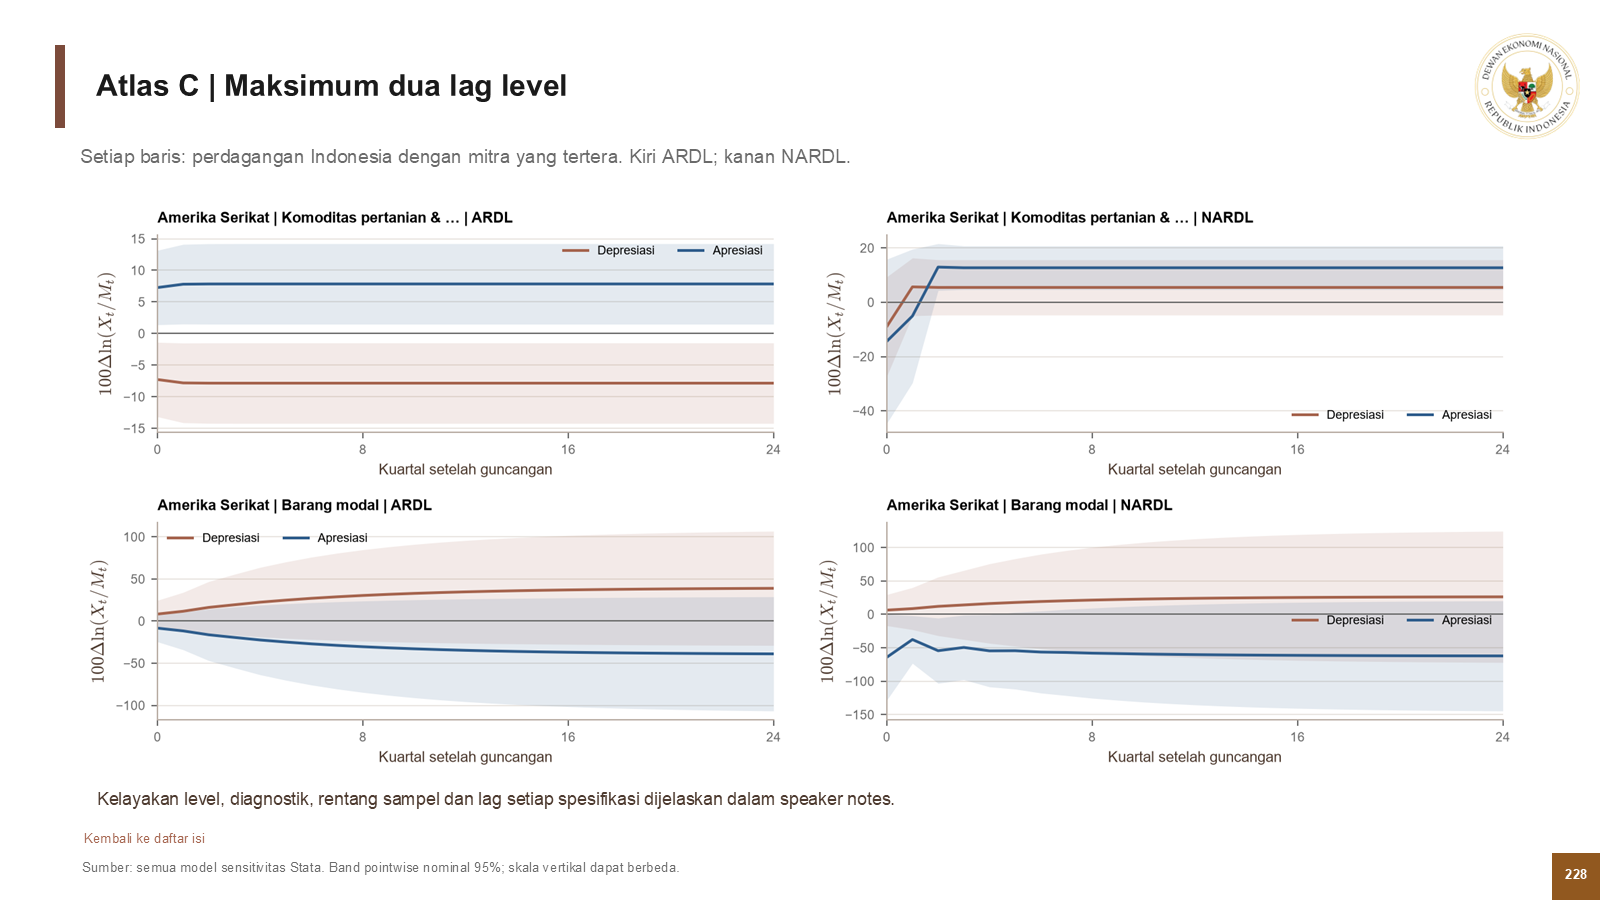 Atlas C | Maksimum dua lag level
DEWAN EKONOMI NASIONAL
REPUBLIK INDONESIA
Setiap baris: perdagangan Indonesia dengan mitra yang tertera. Kiri ARDL; kanan NARDL.
Amerika Serikat | Komoditas pertanian & … | ARDL
Depresiasi
Apresiasi
15
10
5
0
−5
−10
−15
100Δln(Xₜ/Mₜ)
0
8
16
24
Kuartal setelah guncangan
Amerika Serikat | Komoditas pertanian & … | NARDL
20
0
−20
−40
100Δln(Xₜ/Mₜ)
Depresiasi
Apresiasi
0
8
16
24
Kuartal setelah guncangan
Amerika Serikat | Barang modal | ARDL
Depresiasi
Apresiasi
100
50
0
−50
−100
100Δln(Xₜ/Mₜ)
0
8
16
24
Kuartal setelah guncangan
Amerika Serikat | Barang modal | NARDL
100
50
0
−50
−100
−150
100Δln(Xₜ/Mₜ)
Depresiasi
Apresiasi
0
8
16
24
Kuartal setelah guncangan
Kelayakan level, diagnostik, rentang sampel dan lag setiap spesifikasi dijelaskan dalam speaker notes.
Kembali ke daftar isi
Sumber: semua model sensitivitas Stata. Band pointwise nominal 95%; skala vertikal dapat berbeda.
228